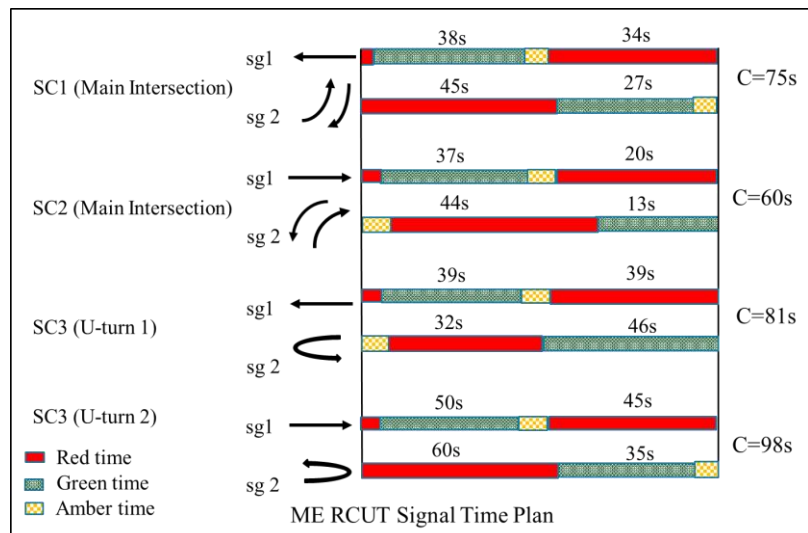 38s 34s
sg1
SC1 (Main Intersection) C=75s
45s 27s
sg 2
37s 20s
sg1
SC2 (Main Intersection) C=60s
44s 13s
sg 2
39s 39s
sg1
SC3 (U-turn 1) C=81s
32s 46s
sg 2
50s 45s
SC3 (U-turn 2)
sg1
Red time 60s 35s C=98s
Green time sg 2
Amber time
ME RCUT Signal Time Plan